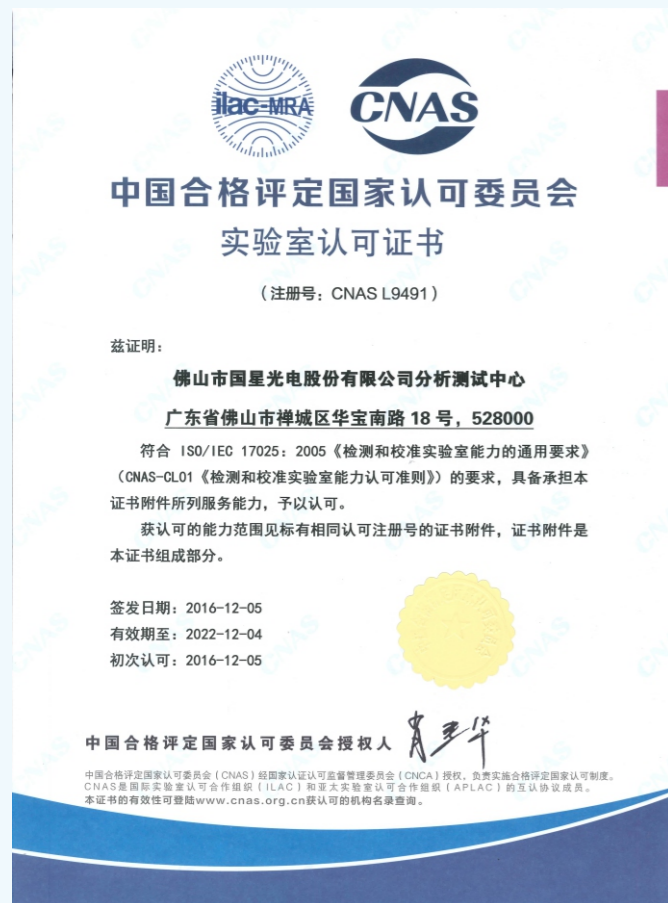 ilac-MRA
CNAS
中国合格评定国家认可委员会
实验室认可证书
（注册号：CNAS L9491）
兹证明：
佛山市国星光电股份有限公司分析测试中心
广东省佛山市禅城区华宝南路 18 号，528000
符合 ISO/IEC 17025：2005《检测和校准实验室能力的通用要求》
（CNAS-CL01《检测和校准实验室能力认可准则》）的要求，具备承担本
证书附件所列服务能力，予以认可。
获认可的能力范围见标有相同认可注册号的证书附件，证书附件是
本证书组成部分。
签发日期：2016-12-05
有效期至：2022-12-04
初次认可：2016-12-05
中国合格评定国家认可委员会授权人
中国合格评定国家认可委员会（CNAS）经国家认证认可监督管理委员会（CNCA）授权，负责实施合格评定国家认可制度。
CNAS是国际实验室认可合作组织（ILAC）和亚太实验室认可合作组织（APLAC）的互认协议成员。
本证书的有效性可登陆www.cnas.org.cn获认可的机构名录查询。